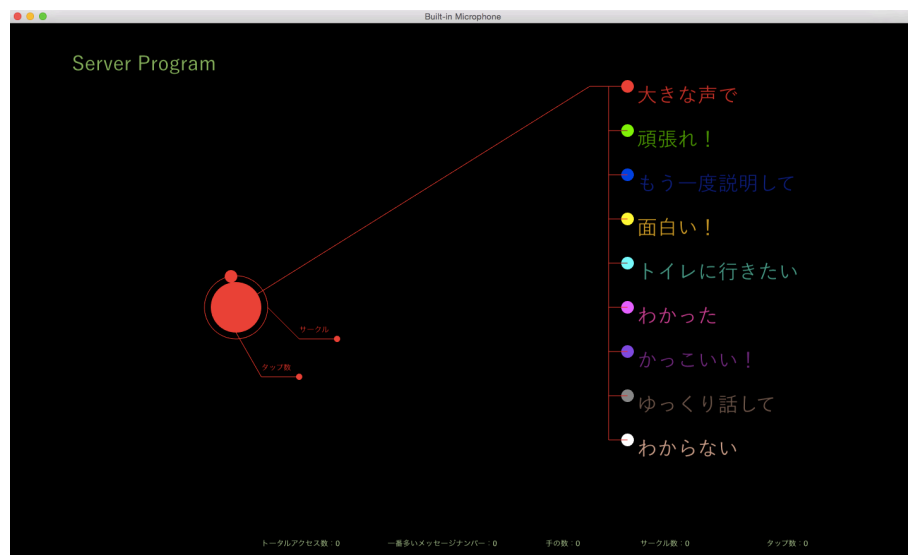 Built-in Microphone
Server Program
大きな声で
頑張れ！
もう一度説明して
面白い！
トイレに行きたい
わかった
かっこいい！
ゆっくり話して
わからない
サークル
タップ数
トータルアクセス数：0 一番多いメッセージナンバー：0 手の数：0 サークル数：0 タップ数：0